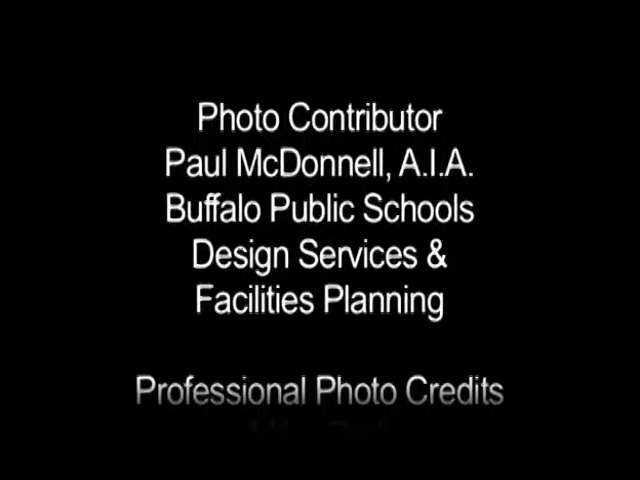 Photo Contributor
Paul McDonnell, A.I.A.
Buffalo Public Schools
Design Services &
Facilities Planning
Professional Photo Credits